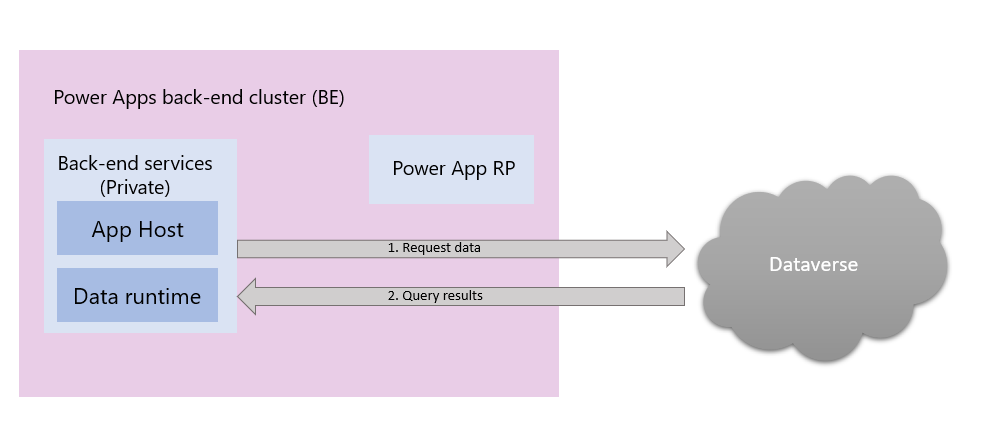 Power Apps back-end cluster (BE)
Back-end services
(Private)
App Host
Data runtime
Power App RP
1. Request data
2. Query results
Dataverse